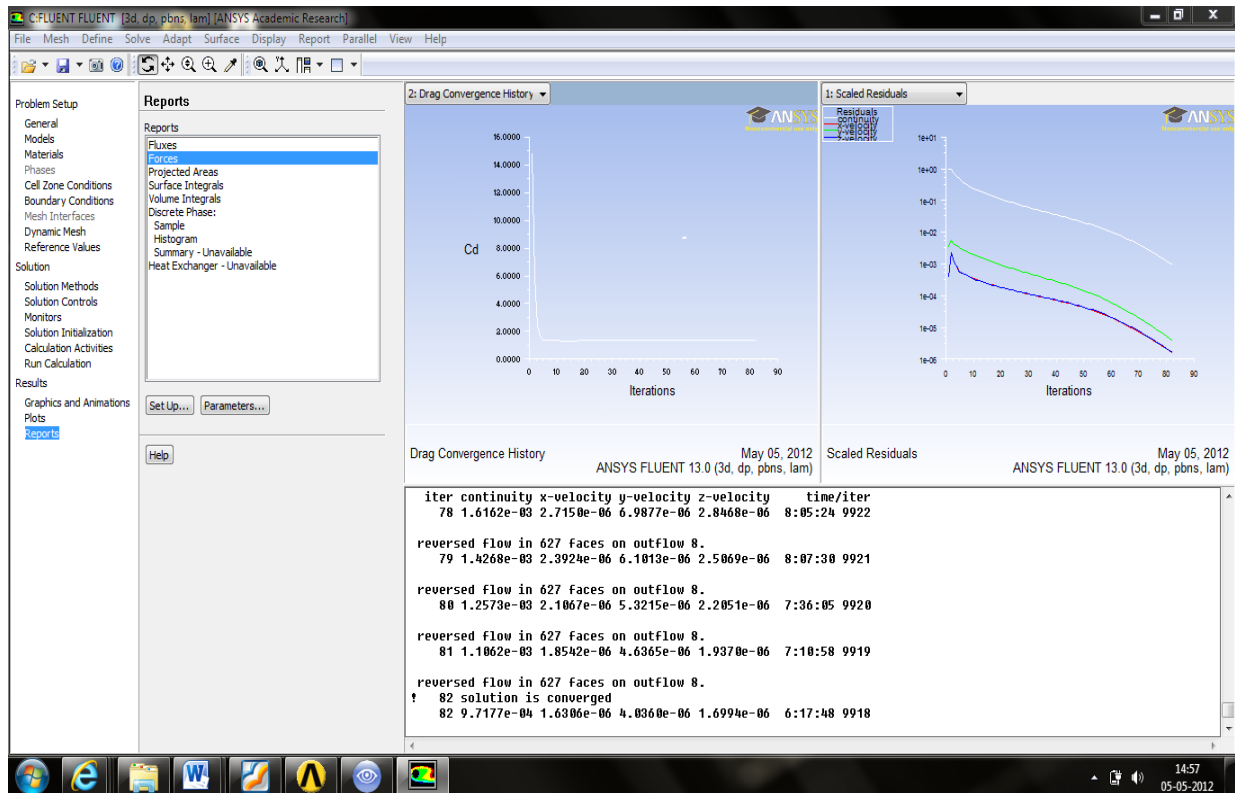 C:FLUENT FLUENT [3d, dp, pbns, lam] [ANSYS Academic Research]
File Mesh Define Solve Adapt Surface Display Report Parallel View Help
Problem Setup
General
Models
Materials
Phases
Cell Zone Conditions
Boundary Conditions
Mesh Interfaces
Dynamic Mesh
Reference Values
Solution
Solution Methods
Solution Controls
Monitors
Solution Initialization
Calculation Activities
Run Calculation
Results
Graphics and Animations
Plots
Reports
Reports
Reports
Fluxes
Forces
Projected Areas
Surface Integrals
Volume Integrals
Discrete Phase:
Sample
Histogram
Summary - Unavailable
Heat Exchanger - Unavailable
Set Up... Parameters...
Help
2: Drag Convergence History
ANSYS
Noncommercial use only
16.0000
14.0000
12.0000
10.0000
8.0000
6.0000
4.0000
2.0000
0.0000
Cd
0 10 20 30 40 50 60 70 80 90
Iterations
Drag Convergence History May 05, 2012
ANSYS FLUENT 13.0 (3d, dp, pbns, lam)
1: Scaled Residuals
Residuals
continuity
x-velocity
y-velocity
z-velocity
ANSYS
Noncommercial use only
1e+01
1e+00
1e-01
1e-02
1e-03
1e-04
1e-05
1e-06
0 10 20 30 40 50 60 70 80 90
Iterations
Scaled Residuals May 05, 2012
ANSYS FLUENT 13.0 (3d, dp, pbns, lam)
iter continuity x-velocity y-velocity z-velocity time/iter
78 1.6162e-03 2.7150e-06 6.9877e-06 2.8468e-06 8:05:24 9922
reversed flow in 627 faces on outflow 8.
79 1.4268e-03 2.3924e-06 6.1013e-06 2.5069e-06 8:07:30 9921
reversed flow in 627 faces on outflow 8.
80 1.2573e-03 2.1067e-06 5.3215e-06 2.2051e-06 7:36:05 9920
reversed flow in 627 faces on outflow 8.
81 1.1062e-03 1.8542e-06 4.6365e-06 1.9370e-06 7:10:58 9919
reversed flow in 627 faces on outflow 8.
! 82 solution is converged
82 9.7177e-04 1.6306e-06 4.0360e-06 1.6994e-06 6:17:48 9918
14:57
05-05-2012